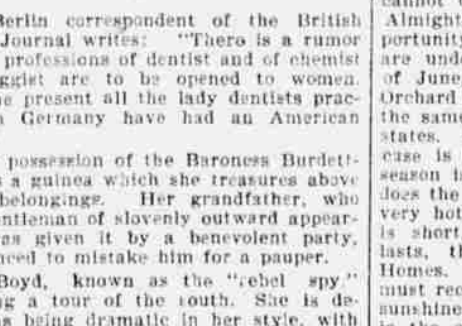 Berlin correspondent of the British
Journal writes: "There is a rumor
professions of dentist and of chemist
ggist are to be opened to women.
e present all the lady dentists prac-
n Germany have had an American
possession of the Baroness Burdett-
s a guinea which she treasures above
belongings. Her grandfather, who
entleman of slovenly outward appear-
as given it by a benevolent party,
nced to mistake him for a pauper.
Boyd, known as the "rebel spy,"
ng a tour of the south. She is de-
s being dramatic in her style, with
cannot
Almight
portunity
are unde
of June,
Orchard
the same
states.
case is
season i
does the
very hot
is short,
lasts, th
Homes.
must rec
sunshine